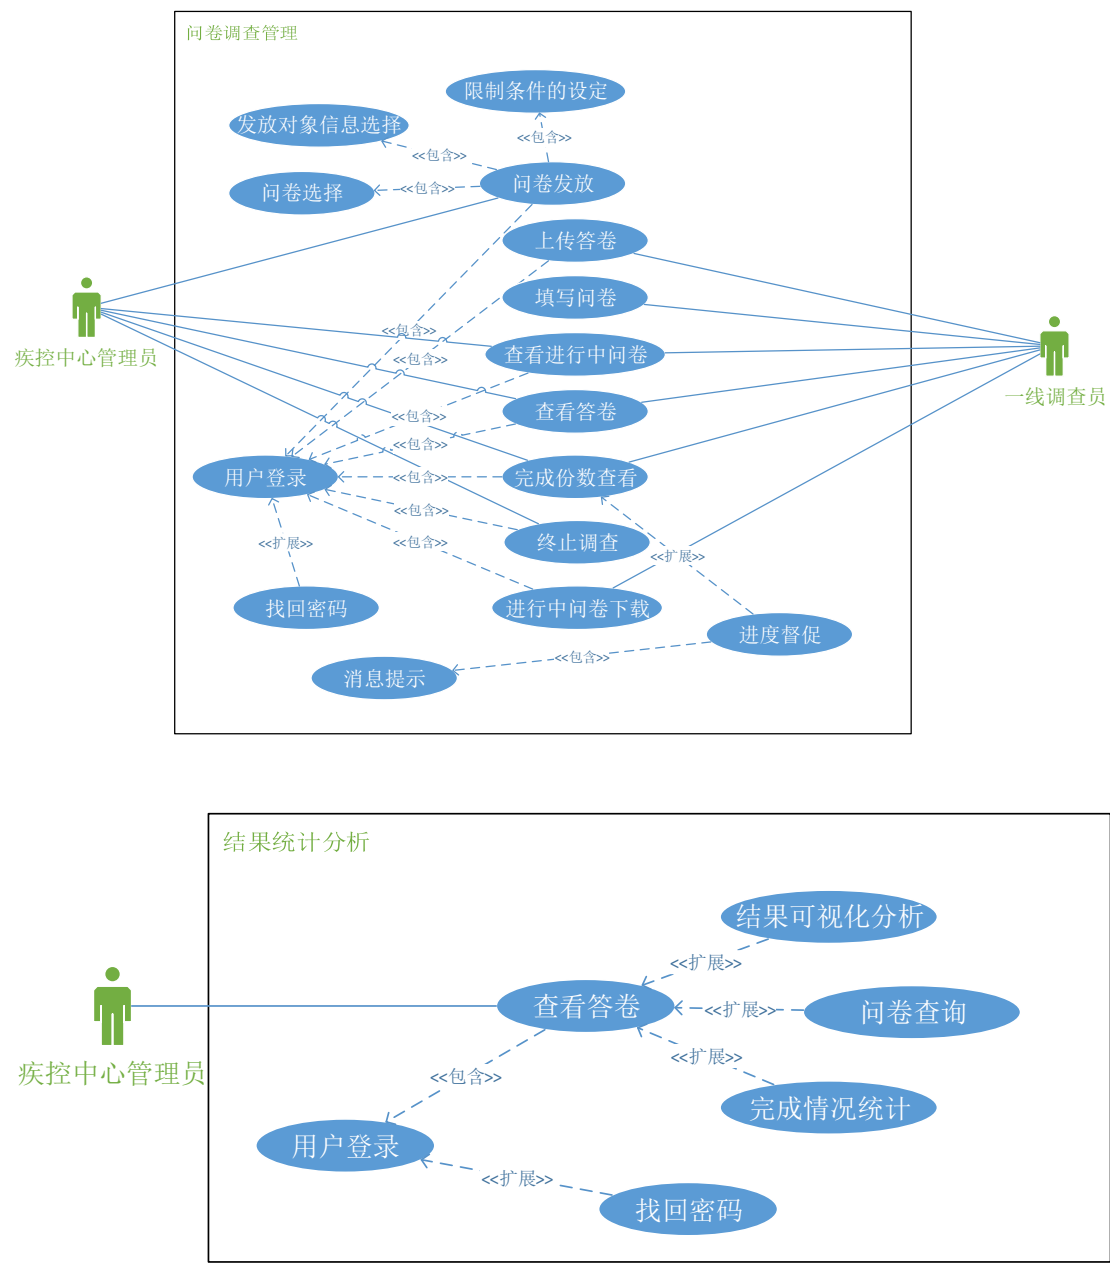 问卷调查管理
限制条件的设定
发放对象信息选择
<<包含>>
<<包含>>
问卷选择
<<包含>>
问卷发放
上传答卷
填写问卷
<<包含>>
疾控中心管理员
<<包含>>
查看进行中问卷
一线调查员
<<包含>>
查看答卷
<<包含>>
用户登录
<<包含>>
完成份数查看
<<包含>>
<<扩展>>
<<包含>>
终止调查
<<扩展>>
找回密码
进行中问卷下载
进度督促
<<包含>>
消息提示
结果统计分析
结果可视化分析
<<扩展>>
查看答卷
<<扩展>>
问卷查询
<<扩展>>
疾控中心管理员
<<包含>>
完成情况统计
用户登录
<<扩展>>
找回密码